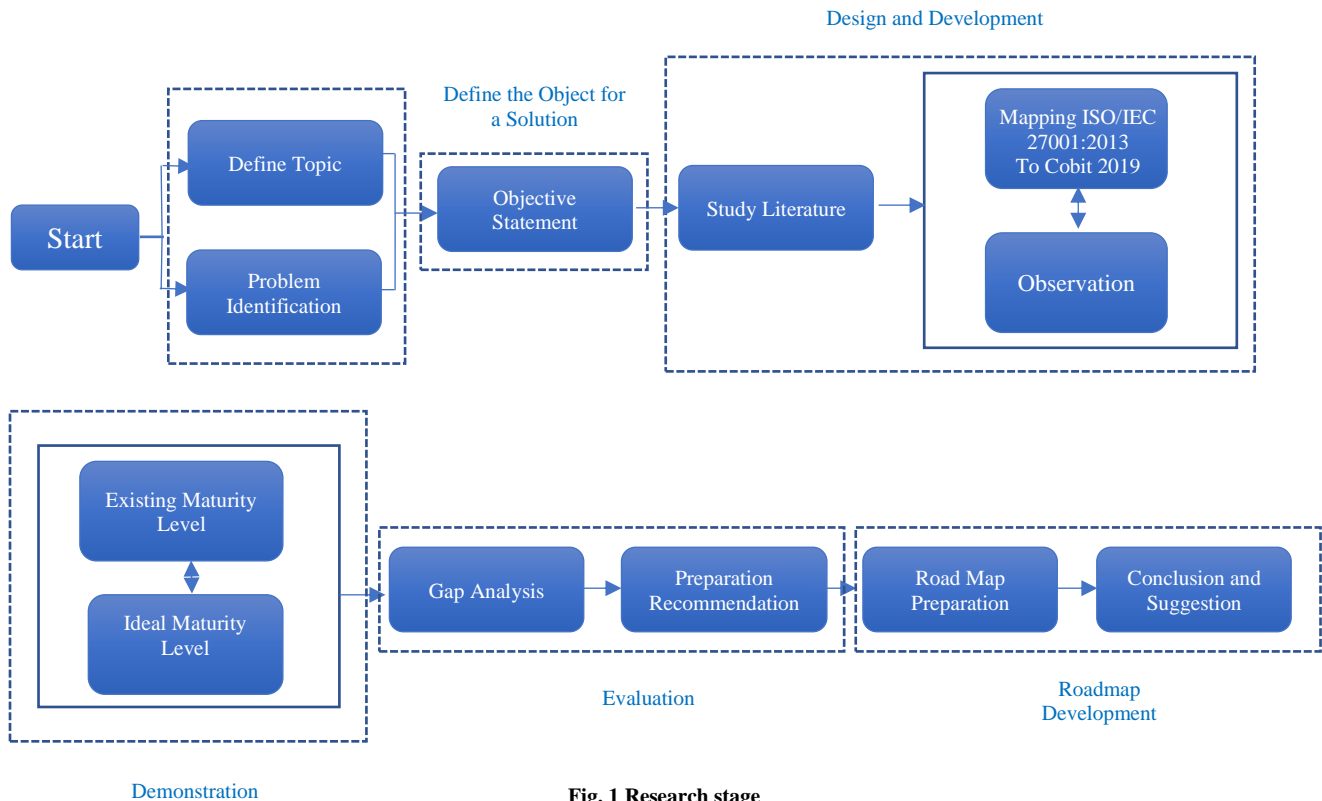 Design and Development
Define the Object for
a Solution
Start
Define Topic
Problem
Identification
Objective
Statement
Study Literature
Mapping ISO/IEC
27001:2013
To Cobit 2019
Observation
Existing Maturity
Level
Ideal Maturity
Level
Gap Analysis
Preparation
Recommendation
Road Map
Preparation
Conclusion and
Suggestion
Evaluation
Roadmap
Development
Demonstration
Fig. 1 Research stage